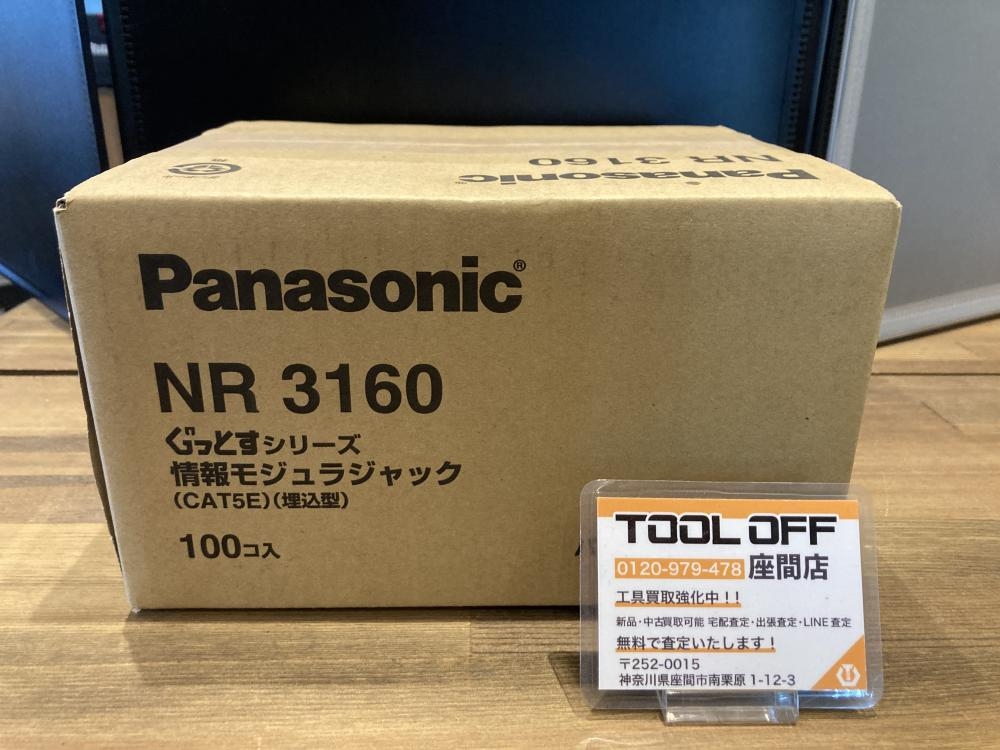 Panasonic
NR 3160
Panasonic®
NR 3160
ぐっとすシリーズ
情報モジュラジャック
(CAT5E)(埋込型)
100コ入
TOOL OFF
0120-979-478 座間店
工具買取強化中！！
新品・中古買取可能 宅配査定・出張査定・LINE査定
無料で査定いたします！
〒252-0015
神奈川県座間市南栗原 1-12-3